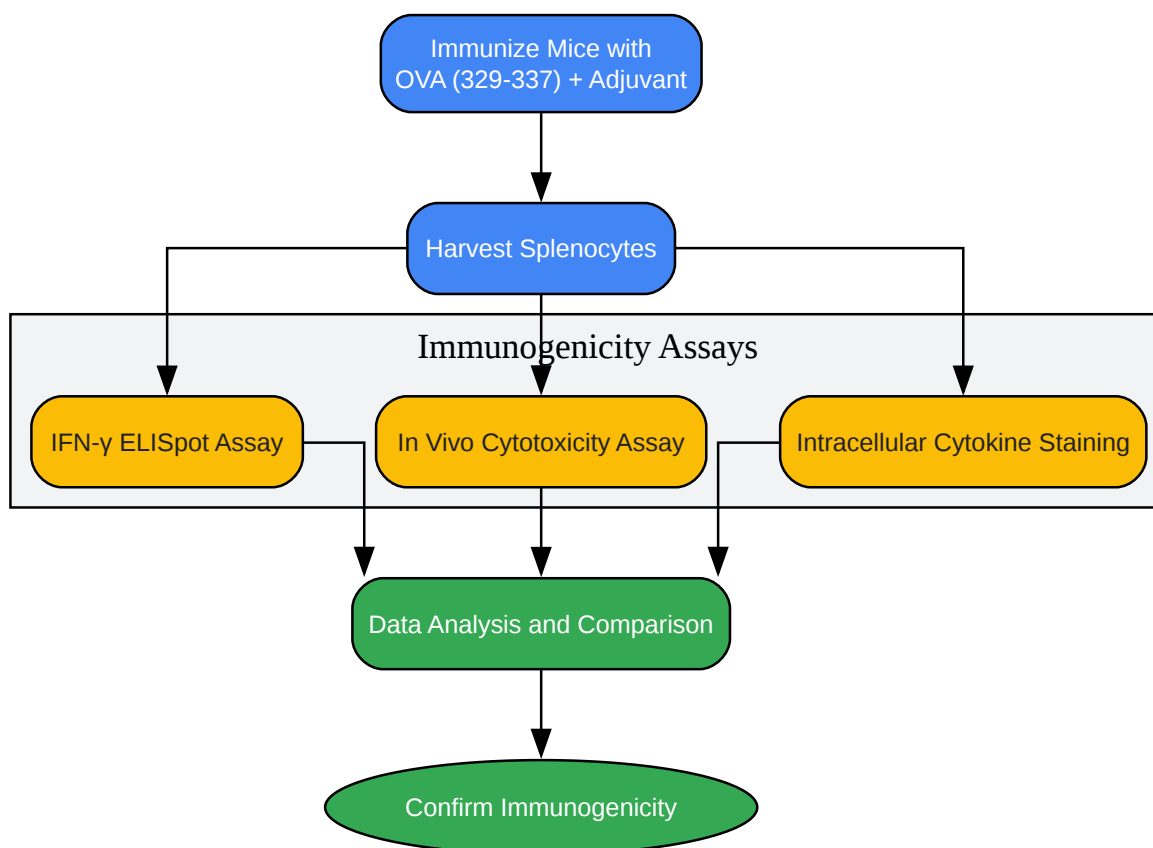 Immunize Mice with
OVA (329-337) + Adjuvant
Harvest Splenocytes
Immunogenicity Assays
IFN-γ ELISpot Assay
In Vivo Cytotoxicity Assay
Intracellular Cytokine Staining
Data Analysis and Comparison
Confirm Immunogenicity